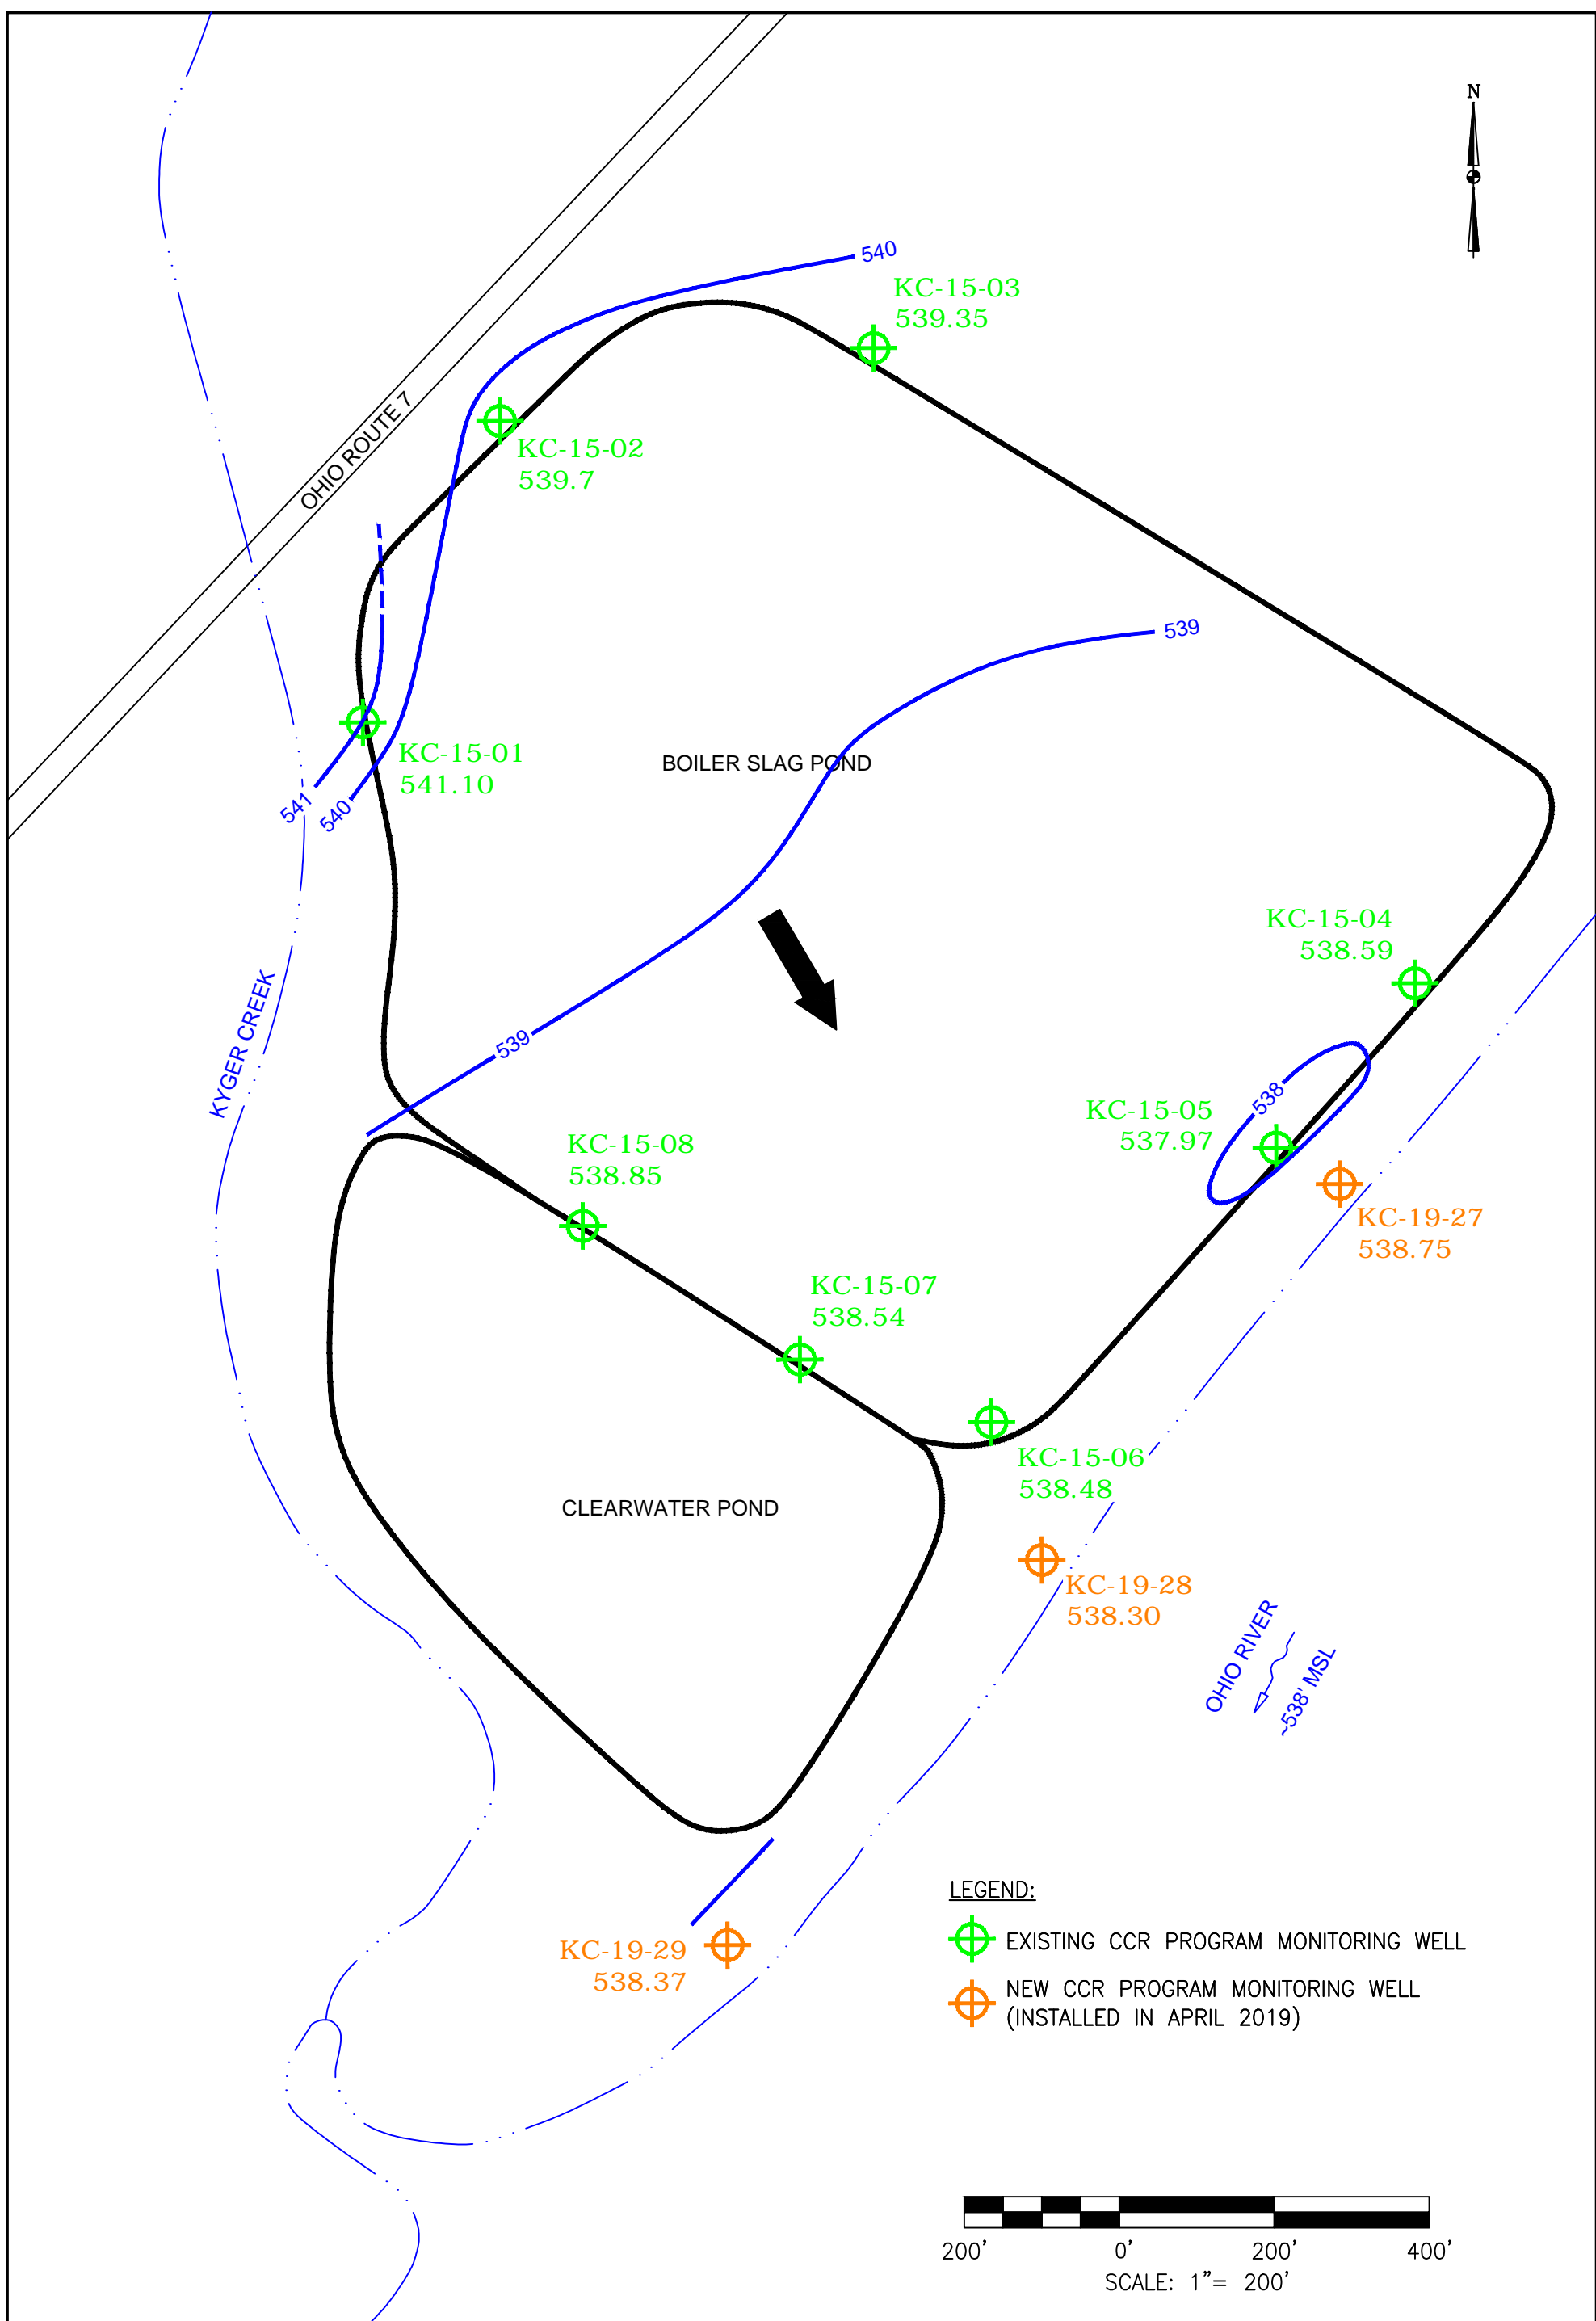 N
540
KC-15-03
539.35
OHIO ROUTE 7
KC-15-02
539.7
539
KC-15-01
541.10
BOILER SLAG POND
541
540
KC-15-04
538.59
KYGER CREEK
539
538
KC-15-05
537.97
KC-15-08
538.85
KC-19-27
538.75
KC-15-07
538.54
KC-15-06
538.48
CLEARWATER POND
KC-19-28
538.30
OHIO RIVER
~538' MSL
KC-19-29
538.37
LEGEND:
EXISTING CCR PROGRAM MONITORING WELL
NEW CCR PROGRAM MONITORING WELL
(INSTALLED IN APRIL 2019)
200' 0' 200' 400'
SCALE: 1"= 200'